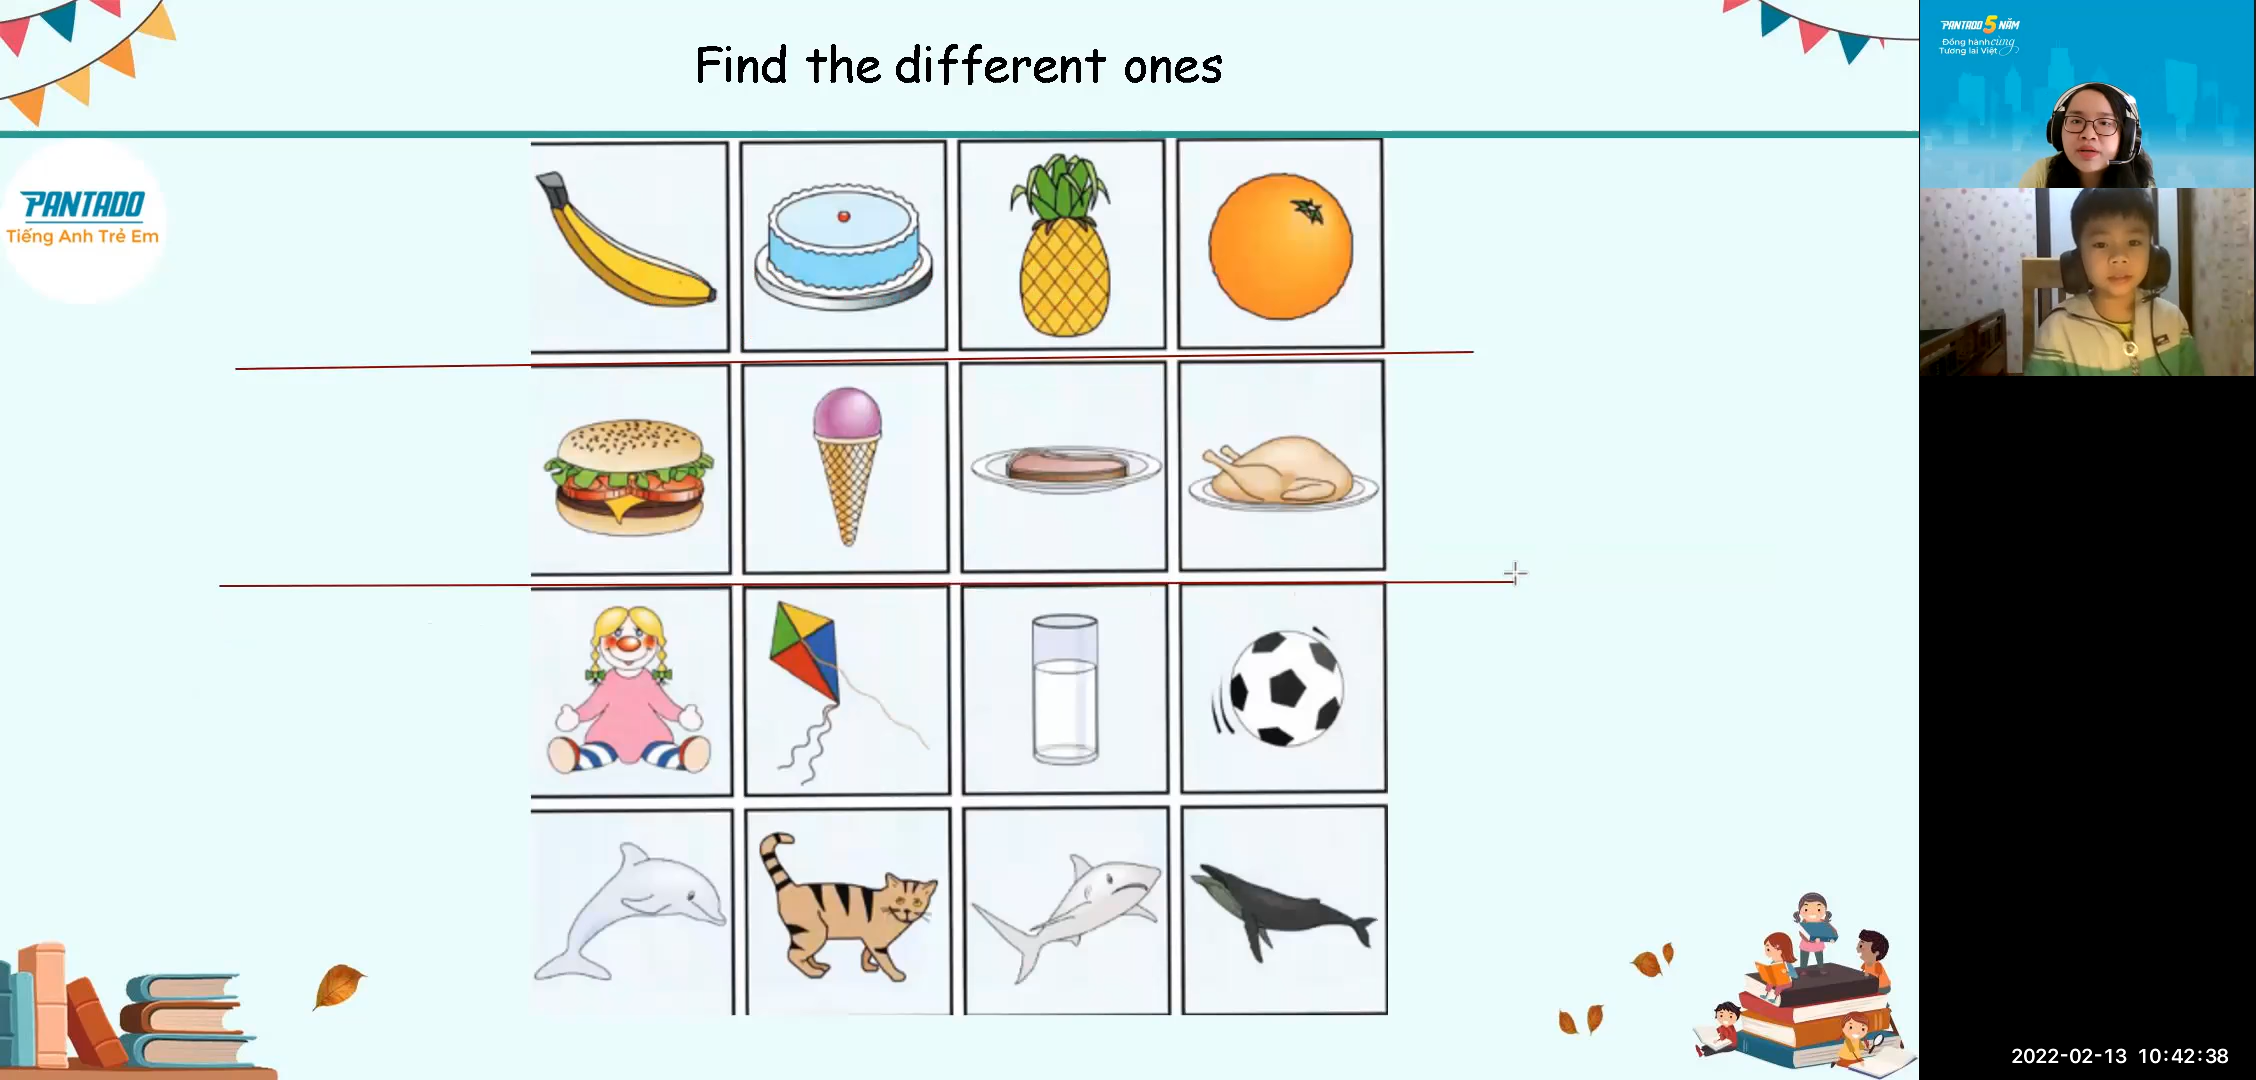 Find the different ones
PANTADO
Tiếng Anh Trẻ Em
PANTADO 5 NĂM
Đồng hành cùng
Tương lai Việt
2022-02-13 10:42:38